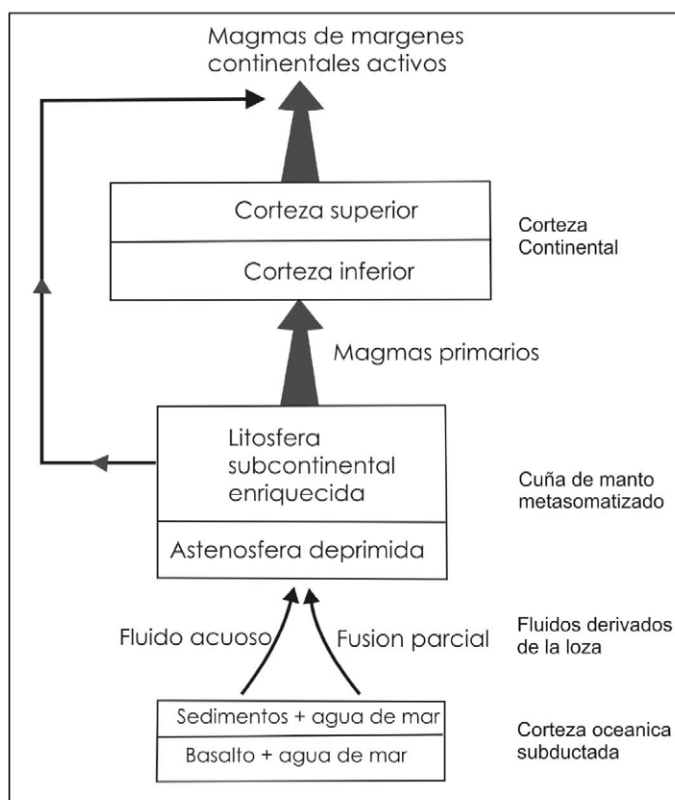 Magmas de margenes
continentales activos
Corteza superior
Corteza inferior
Corteza
Continental
Magmas primarios
Litosfera
subcontinental
enriquecida
Astenosfera deprimida
Cuña de manto
metasomatizado
Fluido acuoso
Fusion parcial
Fluidos derivados
de la loza
Sedimentos + agua de mar
Basalto + agua de mar
Corteza oceanica
subductada